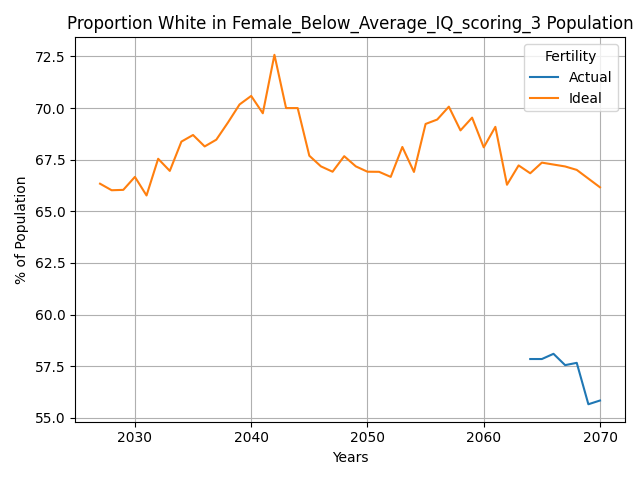 Proportion White in Female_Below_Average_IQ_scoring_3 Population
Fertility
Actual
Ideal
% of Population
72.5
70.0
67.5
65.0
62.5
60.0
57.5
55.0
2030 2040 2050 2060 2070
Years